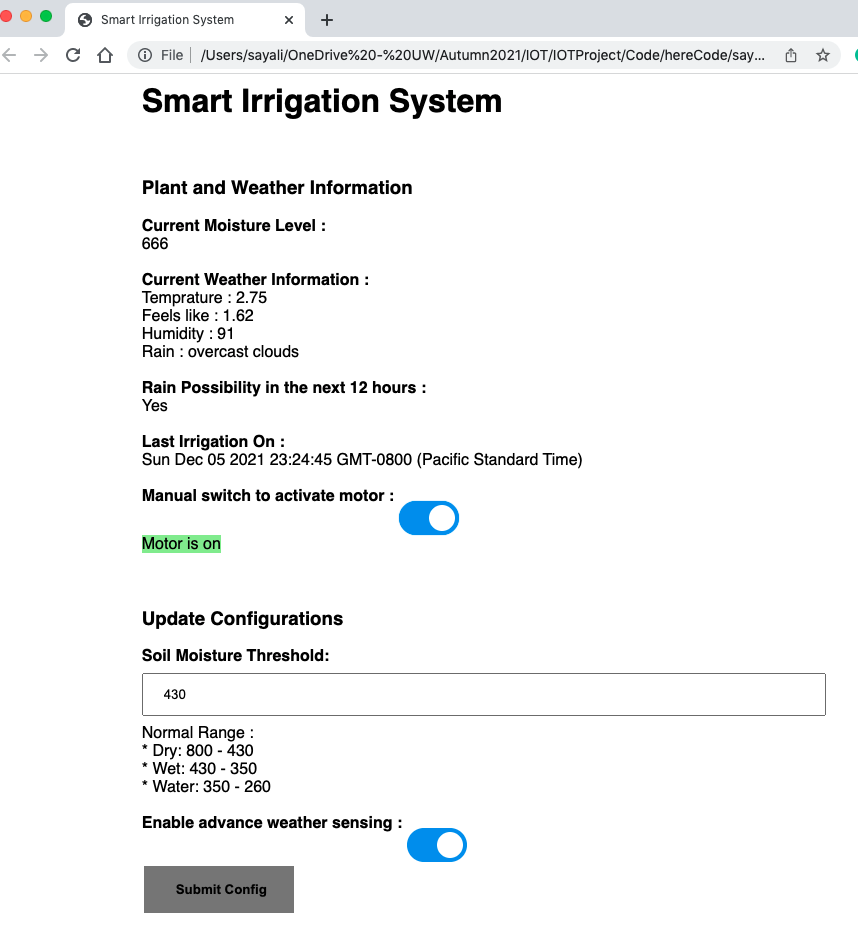 Smart Irrigation System
File
/Users/sayali/OneDrive%20-%20UW/Autumn2021/IOT/IOTProject/Code/hereCode/say...
Smart Irrigation System
Plant and Weather Information
Current Moisture Level :
666
Current Weather Information :
Temprature : 2.75
Feels like : 1.62
Humidity : 91
Rain : overcast clouds
Rain Possibility in the next 12 hours :
Yes
Last Irrigation On :
Sun Dec 05 2021 23:24:45 GMT-0800 (Pacific Standard Time)
Manual switch to activate motor :
Motor is on
Update Configurations
Soil Moisture Threshold:
430
Normal Range :
* Dry: 800 - 430
* Wet: 430 - 350
* Water: 350 - 260
Enable advance weather sensing :
Submit Config